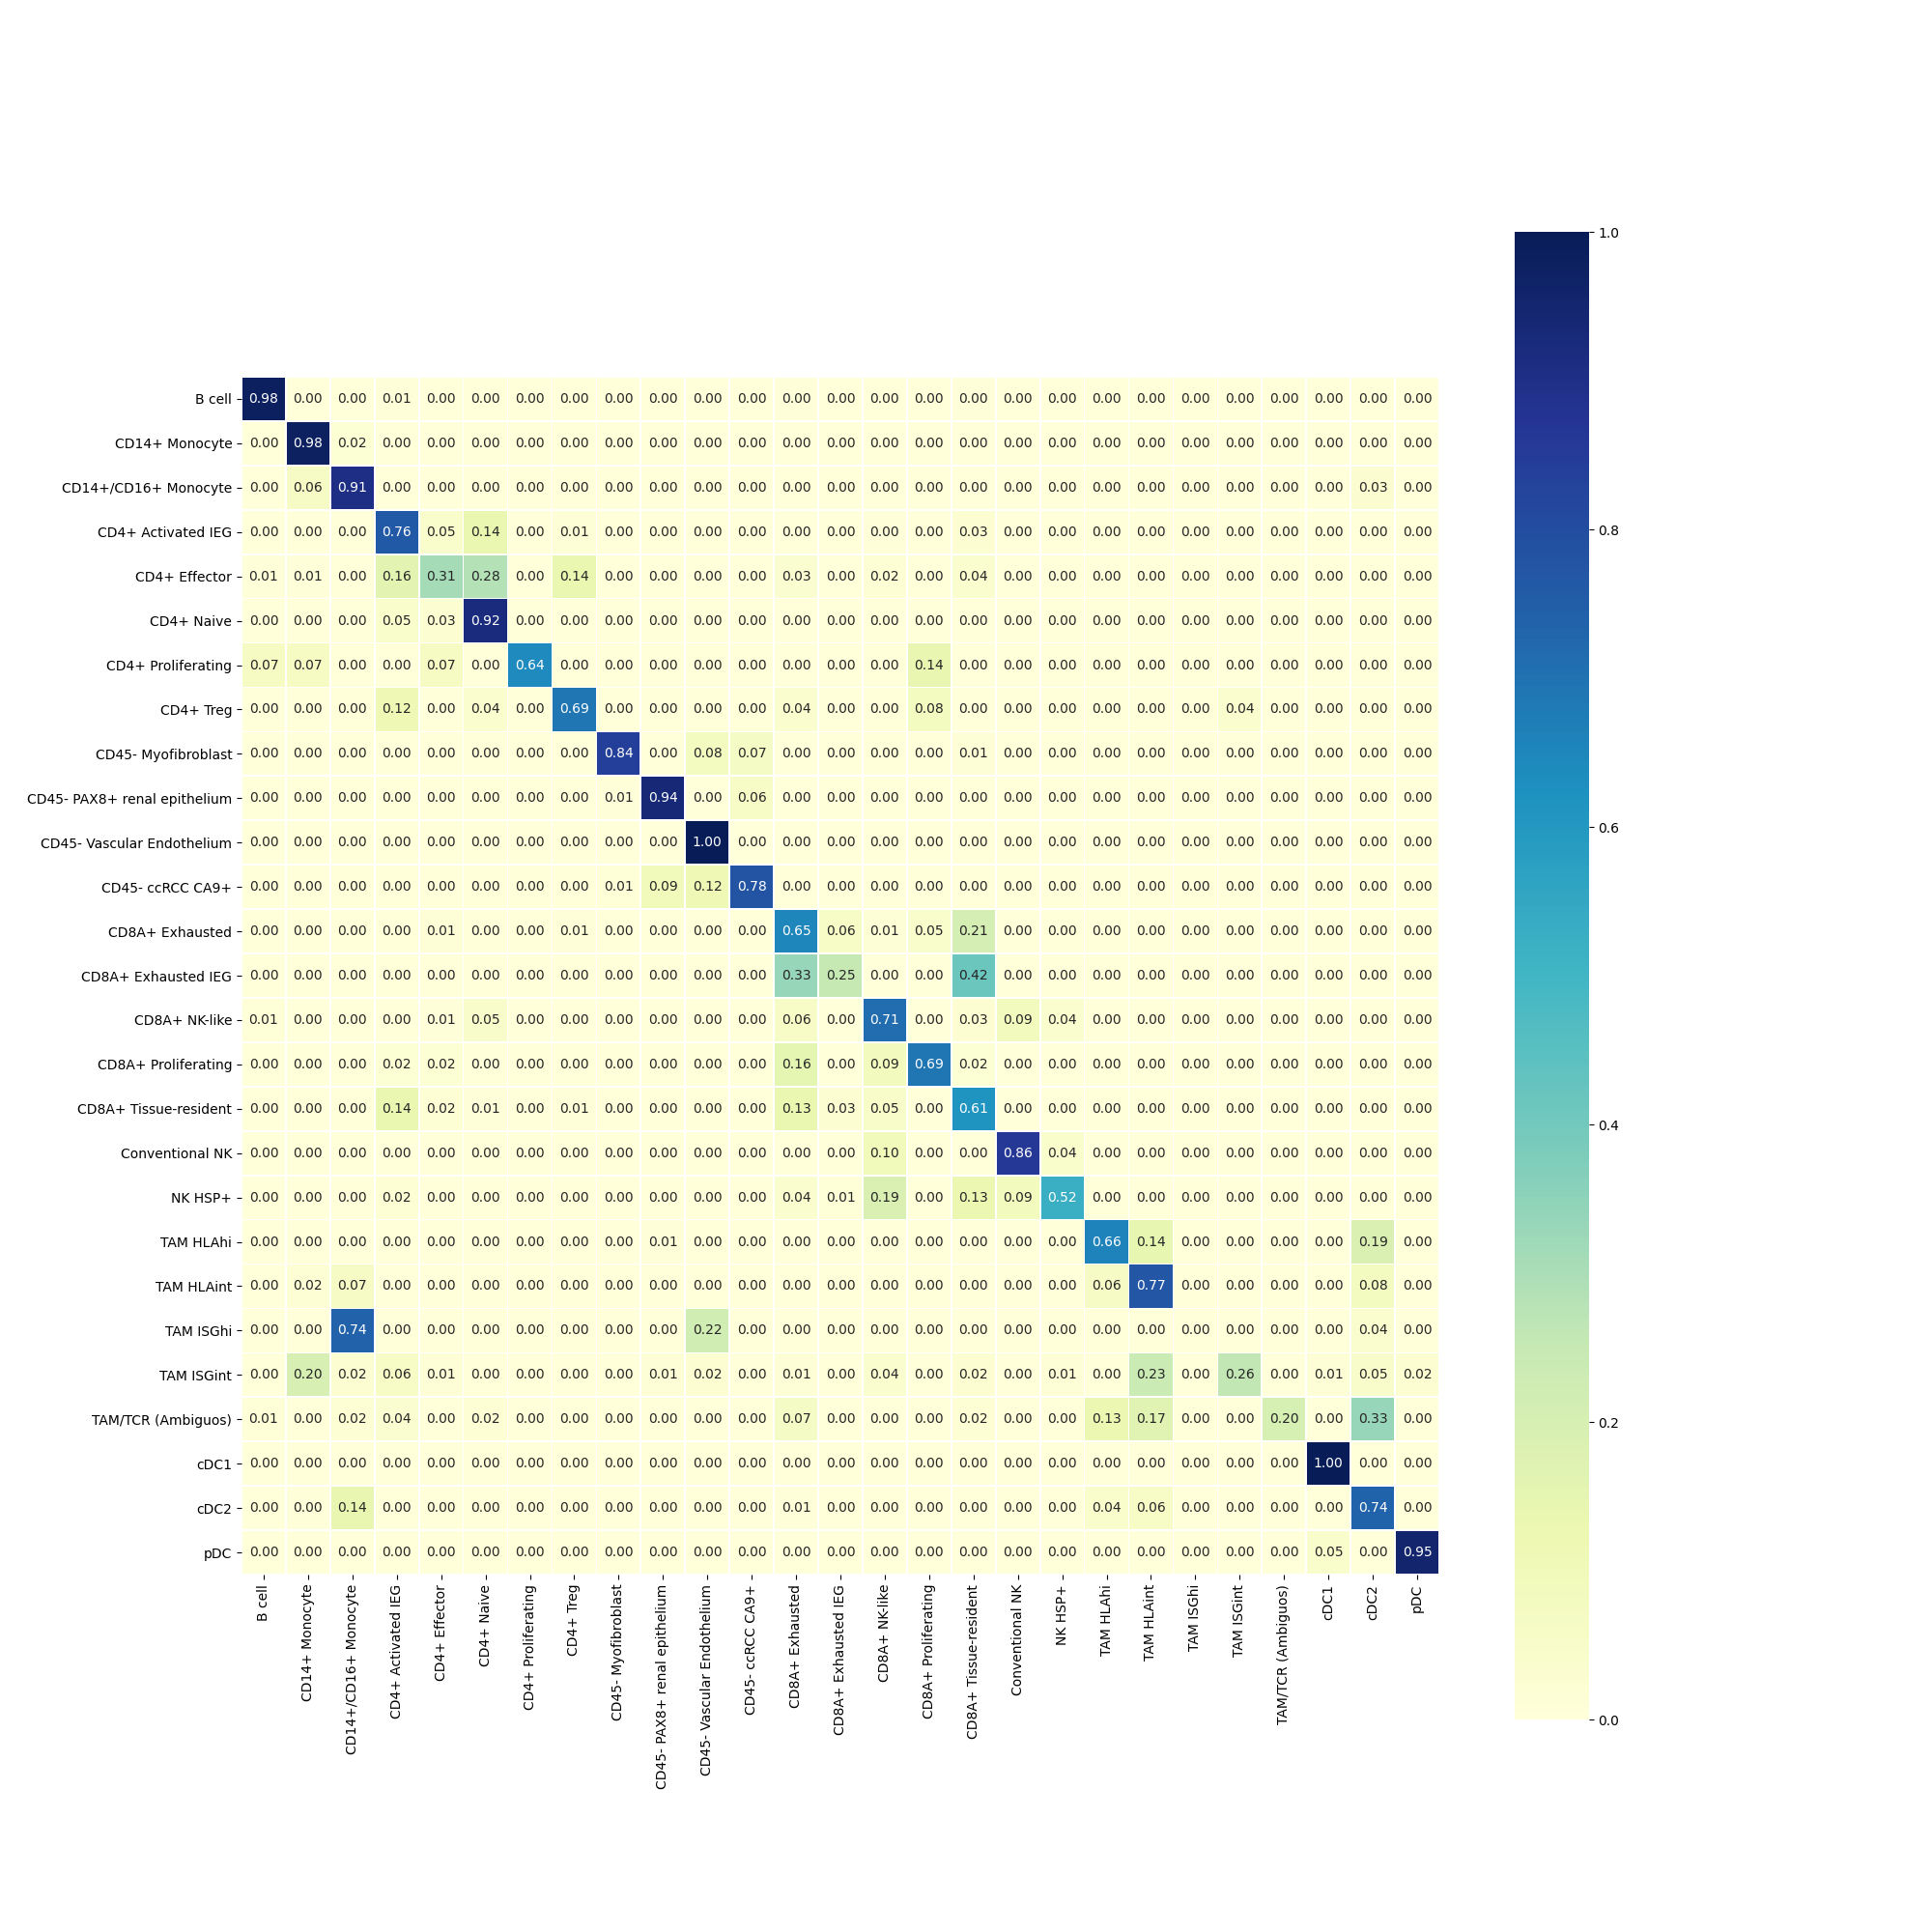 B cell 0.98 0.00 0.00 0.01 0.00 0.00 0.00 0.00 0.00 0.00 0.00 0.00 0.00 0.00 0.00 0.00 0.00 0.00 0.00 0.00 0.00 0.00 0.00 0.00 0.00 0.00 0.00
CD14+ Monocyte 0.00 0.98 0.02 0.00 0.00 0.00 0.00 0.00 0.00 0.00 0.00 0.00 0.00 0.00 0.00 0.00 0.00 0.00 0.00 0.00 0.00 0.00 0.00 0.00 0.00 0.00 0.00
CD14+/CD16+ Monocyte 0.00 0.06 0.91 0.00 0.00 0.00 0.00 0.00 0.00 0.00 0.00 0.00 0.00 0.00 0.00 0.00 0.00 0.00 0.00 0.00 0.00 0.00 0.00 0.00 0.00 0.03 0.00
CD4+ Activated IEG 0.00 0.00 0.00 0.76 0.05 0.14 0.00 0.01 0.00 0.00 0.00 0.00 0.00 0.00 0.00 0.00 0.03 0.00 0.00 0.00 0.00 0.00 0.00 0.00 0.00 0.00 0.00
CD4+ Effector 0.01 0.01 0.00 0.16 0.31 0.28 0.00 0.14 0.00 0.00 0.00 0.00 0.03 0.00 0.02 0.00 0.04 0.00 0.00 0.00 0.00 0.00 0.00 0.00 0.00 0.00 0.00
CD4+ Naive 0.00 0.00 0.00 0.05 0.03 0.92 0.00 0.00 0.00 0.00 0.00 0.00 0.00 0.00 0.00 0.00 0.00 0.00 0.00 0.00 0.00 0.00 0.00 0.00 0.00 0.00 0.00
CD4+ Proliferating 0.07 0.07 0.00 0.00 0.07 0.00 0.64 0.00 0.00 0.00 0.00 0.00 0.00 0.00 0.00 0.14 0.00 0.00 0.00 0.00 0.00 0.00 0.00 0.00 0.00 0.00 0.00
CD4+ Treg 0.00 0.00 0.00 0.12 0.00 0.04 0.00 0.69 0.00 0.00 0.00 0.00 0.04 0.00 0.00 0.08 0.00 0.00 0.00 0.00 0.00 0.00 0.04 0.00 0.00 0.00 0.00
CD45- Myofibroblast 0.00 0.00 0.00 0.00 0.00 0.00 0.00 0.00 0.84 0.00 0.08 0.07 0.00 0.00 0.00 0.00 0.01 0.00 0.00 0.00 0.00 0.00 0.00 0.00 0.00 0.00 0.00
CD45- PAX8+ renal epithelium 0.00 0.00 0.00 0.00 0.00 0.00 0.00 0.00 0.01 0.94 0.00 0.06 0.00 0.00 0.00 0.00 0.00 0.00 0.00 0.00 0.00 0.00 0.00 0.00 0.00 0.00 0.00
CD45- Vascular Endothelium 0.00 0.00 0.00 0.00 0.00 0.00 0.00 0.00 0.00 0.00 1.00 0.00 0.00 0.00 0.00 0.00 0.00 0.00 0.00 0.00 0.00 0.00 0.00 0.00 0.00 0.00 0.00
CD45- ccRCC CA9+ 0.00 0.00 0.00 0.00 0.00 0.00 0.00 0.00 0.01 0.09 0.12 0.78 0.00 0.00 0.00 0.00 0.00 0.00 0.00 0.00 0.00 0.00 0.00 0.00 0.00 0.00 0.00
CD8A+ Exhausted 0.00 0.00 0.00 0.00 0.01 0.00 0.00 0.01 0.00 0.00 0.00 0.00 0.65 0.06 0.01 0.05 0.21 0.00 0.00 0.00 0.00 0.00 0.00 0.00 0.00 0.00 0.00
CD8A+ Exhausted IEG 0.00 0.00 0.00 0.00 0.00 0.00 0.00 0.00 0.00 0.00 0.00 0.00 0.33 0.25 0.00 0.00 0.42 0.00 0.00 0.00 0.00 0.00 0.00 0.00 0.00 0.00 0.00
CD8A+ NK-like 0.01 0.00 0.00 0.00 0.01 0.05 0.00 0.00 0.00 0.00 0.00 0.00 0.06 0.00 0.71 0.00 0.03 0.09 0.04 0.00 0.00 0.00 0.00 0.00 0.00 0.00 0.00
CD8A+ Proliferating 0.00 0.00 0.00 0.02 0.02 0.00 0.00 0.00 0.00 0.00 0.00 0.00 0.16 0.00 0.09 0.69 0.02 0.00 0.00 0.00 0.00 0.00 0.00 0.00 0.00 0.00 0.00
CD8A+ Tissue-resident 0.00 0.00 0.00 0.14 0.02 0.01 0.00 0.01 0.00 0.00 0.00 0.00 0.13 0.03 0.05 0.00 0.61 0.00 0.00 0.00 0.00 0.00 0.00 0.00 0.00 0.00 0.00
Conventional NK 0.00 0.00 0.00 0.00 0.00 0.00 0.00 0.00 0.00 0.00 0.00 0.00 0.00 0.00 0.10 0.00 0.00 0.86 0.04 0.00 0.00 0.00 0.00 0.00 0.00 0.00 0.00
NK HSP+ 0.00 0.00 0.00 0.02 0.00 0.00 0.00 0.00 0.00 0.00 0.00 0.00 0.04 0.01 0.19 0.00 0.13 0.09 0.52 0.00 0.00 0.00 0.00 0.00 0.00 0.00 0.00
TAM HLAhi 0.00 0.00 0.00 0.00 0.00 0.00 0.00 0.00 0.00 0.01 0.00 0.00 0.00 0.00 0.00 0.00 0.00 0.00 0.00 0.66 0.14 0.00 0.00 0.00 0.00 0.19 0.00
TAM HLAint 0.00 0.02 0.07 0.00 0.00 0.00 0.00 0.00 0.00 0.00 0.00 0.00 0.00 0.00 0.00 0.00 0.00 0.00 0.00 0.06 0.77 0.00 0.00 0.00 0.00 0.08 0.00
TAM ISGhi 0.00 0.00 0.74 0.00 0.00 0.00 0.00 0.00 0.00 0.00 0.22 0.00 0.00 0.00 0.00 0.00 0.00 0.00 0.00 0.00 0.00 0.00 0.00 0.00 0.00 0.04 0.00
TAM ISGint 0.00 0.20 0.02 0.06 0.01 0.00 0.00 0.00 0.00 0.01 0.02 0.00 0.01 0.00 0.04 0.00 0.02 0.00 0.01 0.00 0.23 0.00 0.26 0.00 0.01 0.05 0.02
TAM/TCR (Ambiguos) 0.01 0.00 0.02 0.04 0.00 0.02 0.00 0.00 0.00 0.00 0.00 0.00 0.07 0.00 0.00 0.00 0.02 0.00 0.00 0.13 0.17 0.00 0.00 0.20 0.00 0.33 0.00
cDC1 0.00 0.00 0.00 0.00 0.00 0.00 0.00 0.00 0.00 0.00 0.00 0.00 0.00 0.00 0.00 0.00 0.00 0.00 0.00 0.00 0.00 0.00 0.00 0.00 1.00 0.00 0.00
cDC2 0.00 0.00 0.14 0.00 0.00 0.00 0.00 0.00 0.00 0.00 0.00 0.00 0.01 0.00 0.00 0.00 0.00 0.00 0.00 0.04 0.06 0.00 0.00 0.00 0.00 0.74 0.00
pDC 0.00 0.00 0.00 0.00 0.00 0.00 0.00 0.00 0.00 0.00 0.00 0.00 0.00 0.00 0.00 0.00 0.00 0.00 0.00 0.00 0.00 0.00 0.00 0.00 0.05 0.00 0.95
B cell
CD14+ Monocyte
CD14+/CD16+ Monocyte
CD4+ Activated IEG
CD4+ Effector
CD4+ Naive
CD4+ Proliferating
CD4+ Treg
CD45- Myofibroblast
CD45- PAX8+ renal epithelium
CD45- Vascular Endothelium
CD45- ccRCC CA9+
CD8A+ Exhausted
CD8A+ Exhausted IEG
CD8A+ NK-like
CD8A+ Proliferating
CD8A+ Tissue-resident
Conventional NK
NK HSP+
TAM HLAhi
TAM HLAint
TAM ISGhi
TAM ISGint
TAM/TCR (Ambiguos)
cDC1
cDC2
pDC
1.0
0.8
0.6
0.4
0.2
0.0